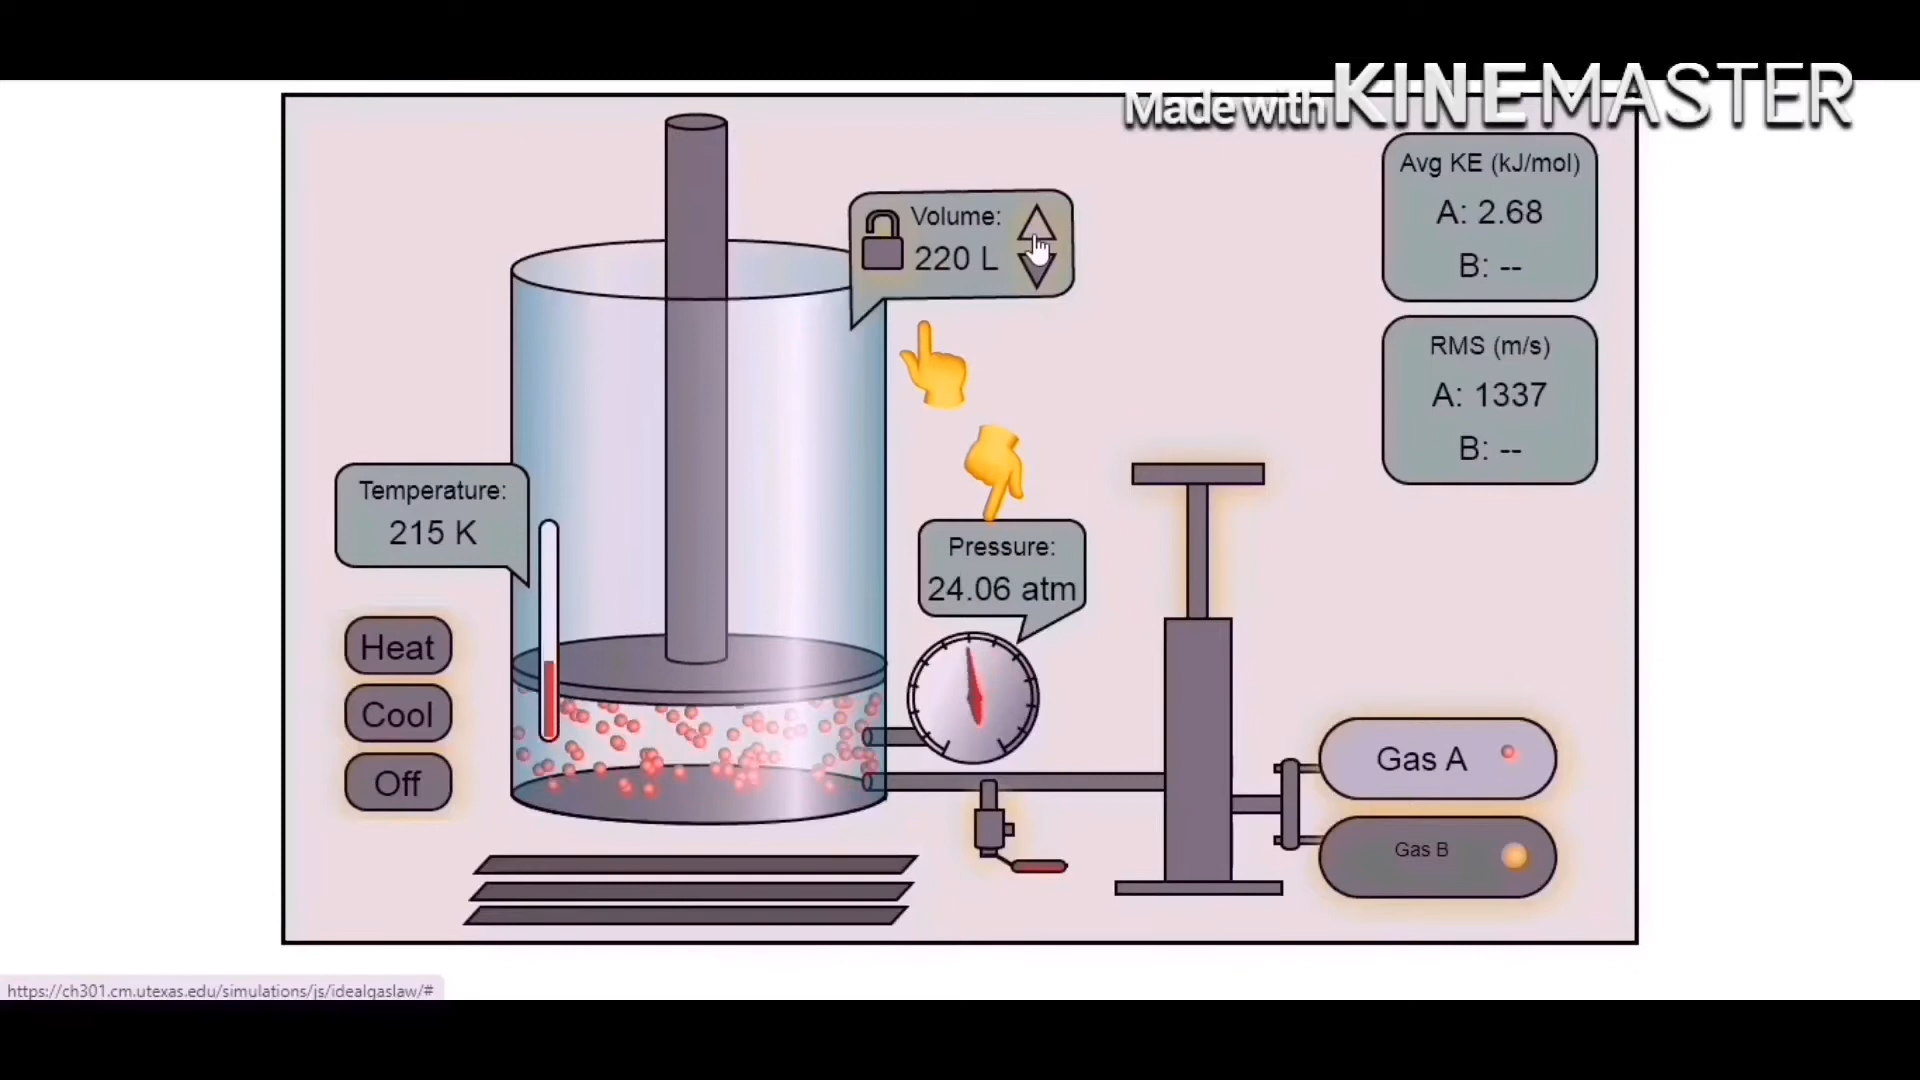 Made with KINEMASTER
Volume:
220 L
Avg KE (kJ/mol)
A: 2.68
B: --
RMS (m/s)
A: 1337
B: --
Temperature:
215 K
Pressure:
24.06 atm
Heat
Cool
Off
Gas A
Gas B
https://ch301.cm.utexas.edu/simulations/js/idealgaslaw/#